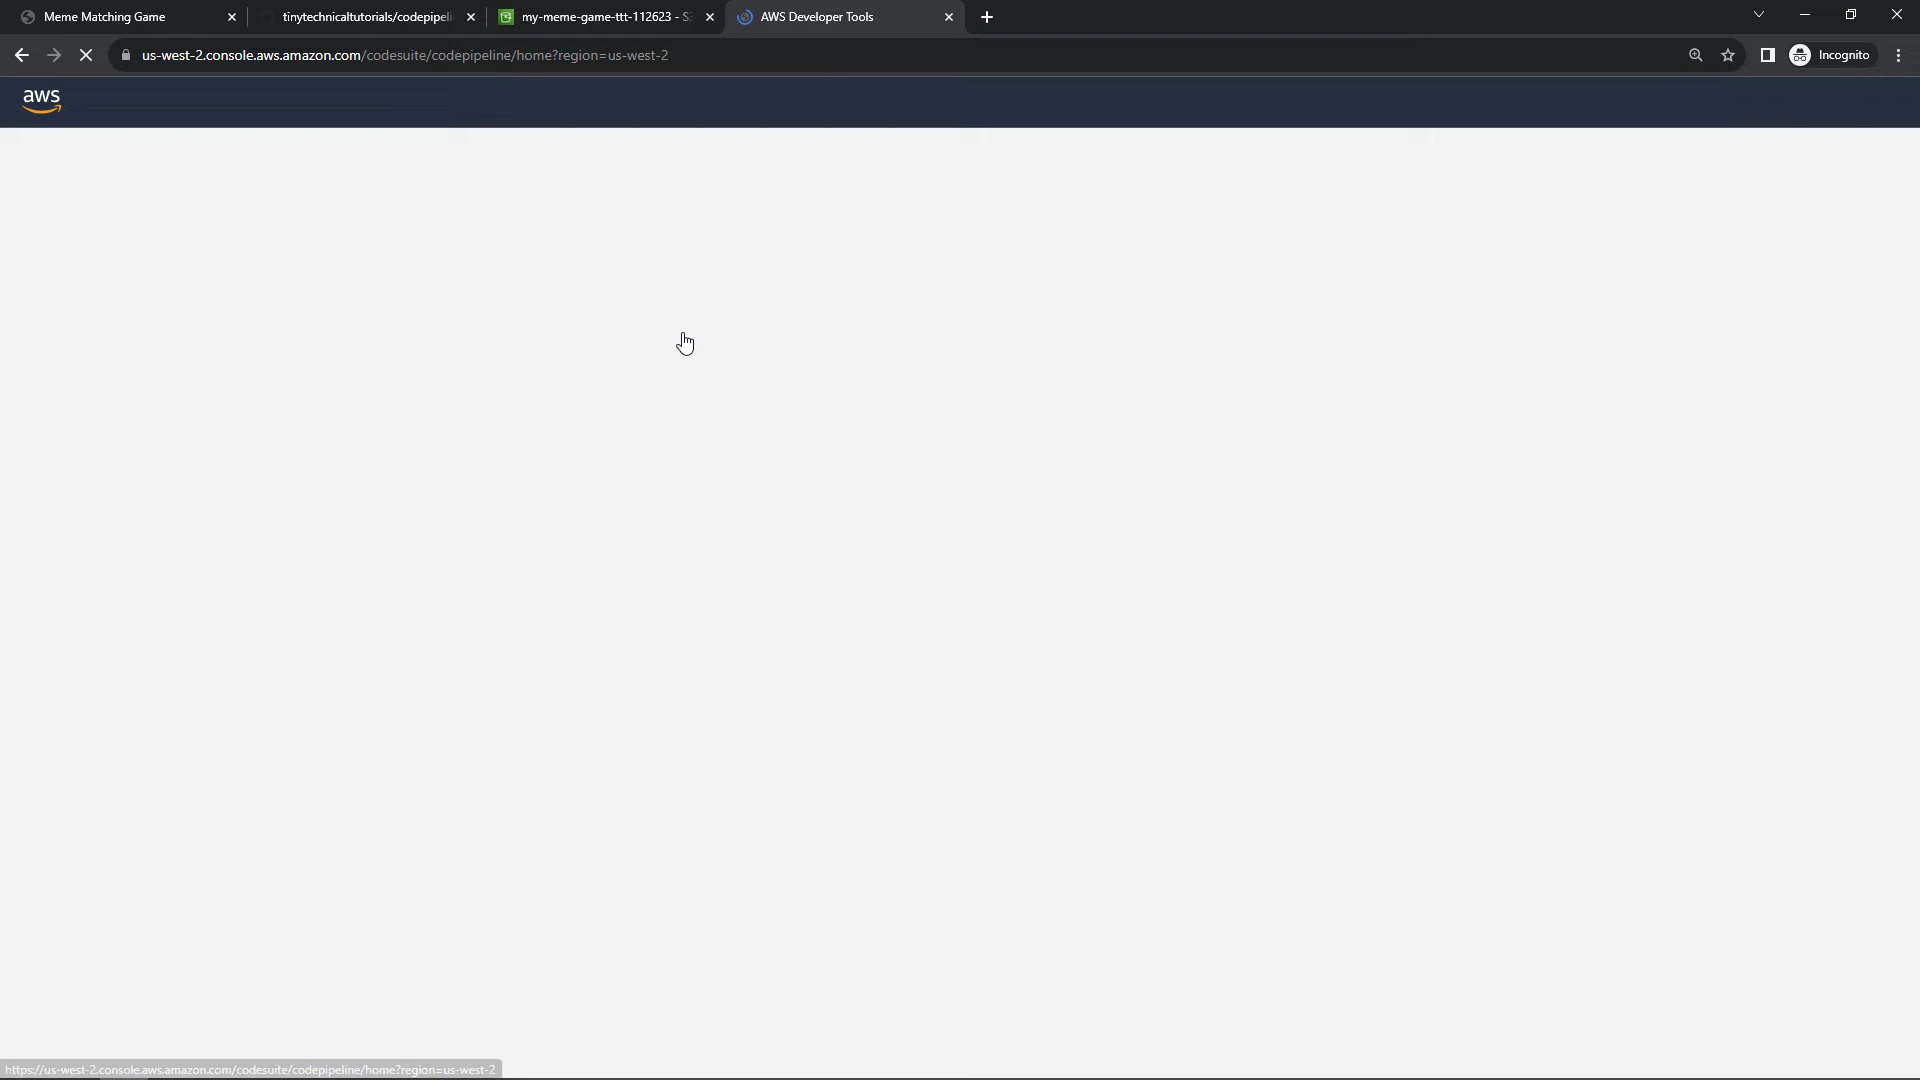 Meme Matching Game
tinytechnicaltutorials/codepipeli
my-meme-game-ttt-112623 - S3
AWS Developer Tools
us-west-2.console.aws.amazon.com/codesuite/codepipeline/home?region=us-west-2
Incognito
aws
https://us-west-2.console.aws.amazon.com/codesuite/codepipeline/home?region=us-west-2